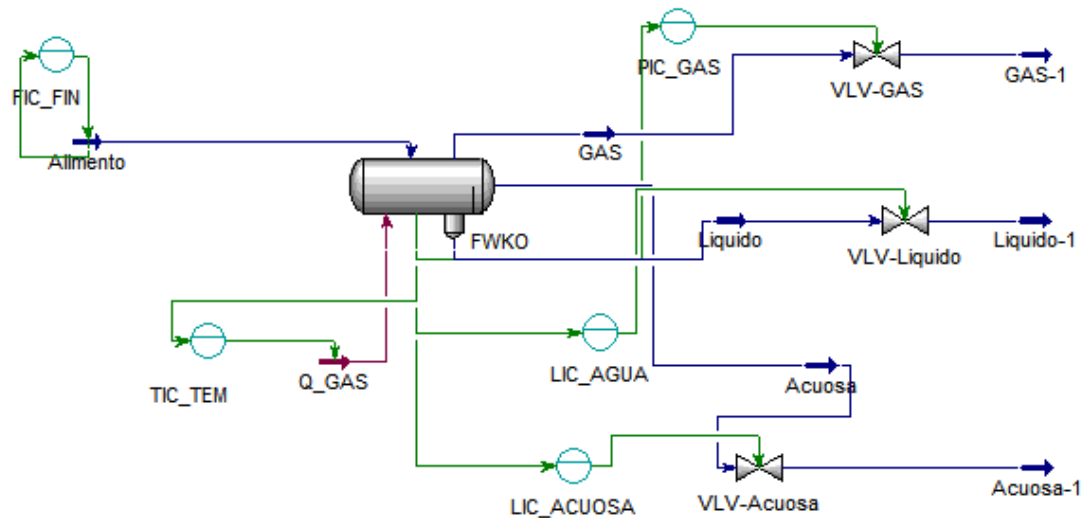 PIC_GAS
VLV-GAS
GAS-1
FIC_FIN
Alimento
GAS
FWKO
Liquido
VLV-Liquido
Liquido-1
TIC_TEM
Q_GAS
LIC_AGUA
Acuosa
LIC_ACUOSA
VLV-Acuosa
Acuosa-1